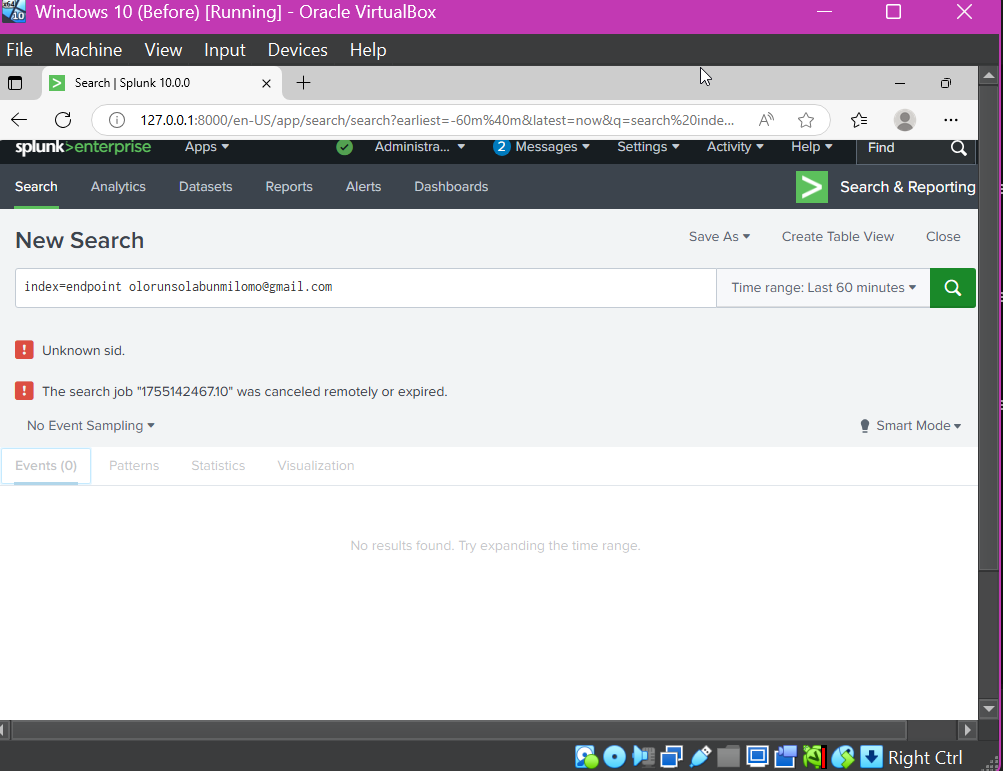 Windows 10 (Before) [Running] - Oracle VirtualBox
File Machine View Input Devices Help
Search | Splunk 10.0.0
127.0.0.1:8000/en-US/app/search/search?earliest=-60m%40m&latest=now&q=search%20inde...
splunk>enterprise Apps Administra... 2 Messages Settings Activity Help Find
Search Analytics Datasets Reports Alerts Dashboards Search & Reporting
New Search Save As Create Table View Close
index=endpoint olorunsolabunmilomo@gmail.com Time range: Last 60 minutes
Unknown sid.
The search job "1755142467.10" was canceled remotely or expired.
No Event Sampling Smart Mode
Events (0) Patterns Statistics Visualization
No results found. Try expanding the time range.
Right Ctrl